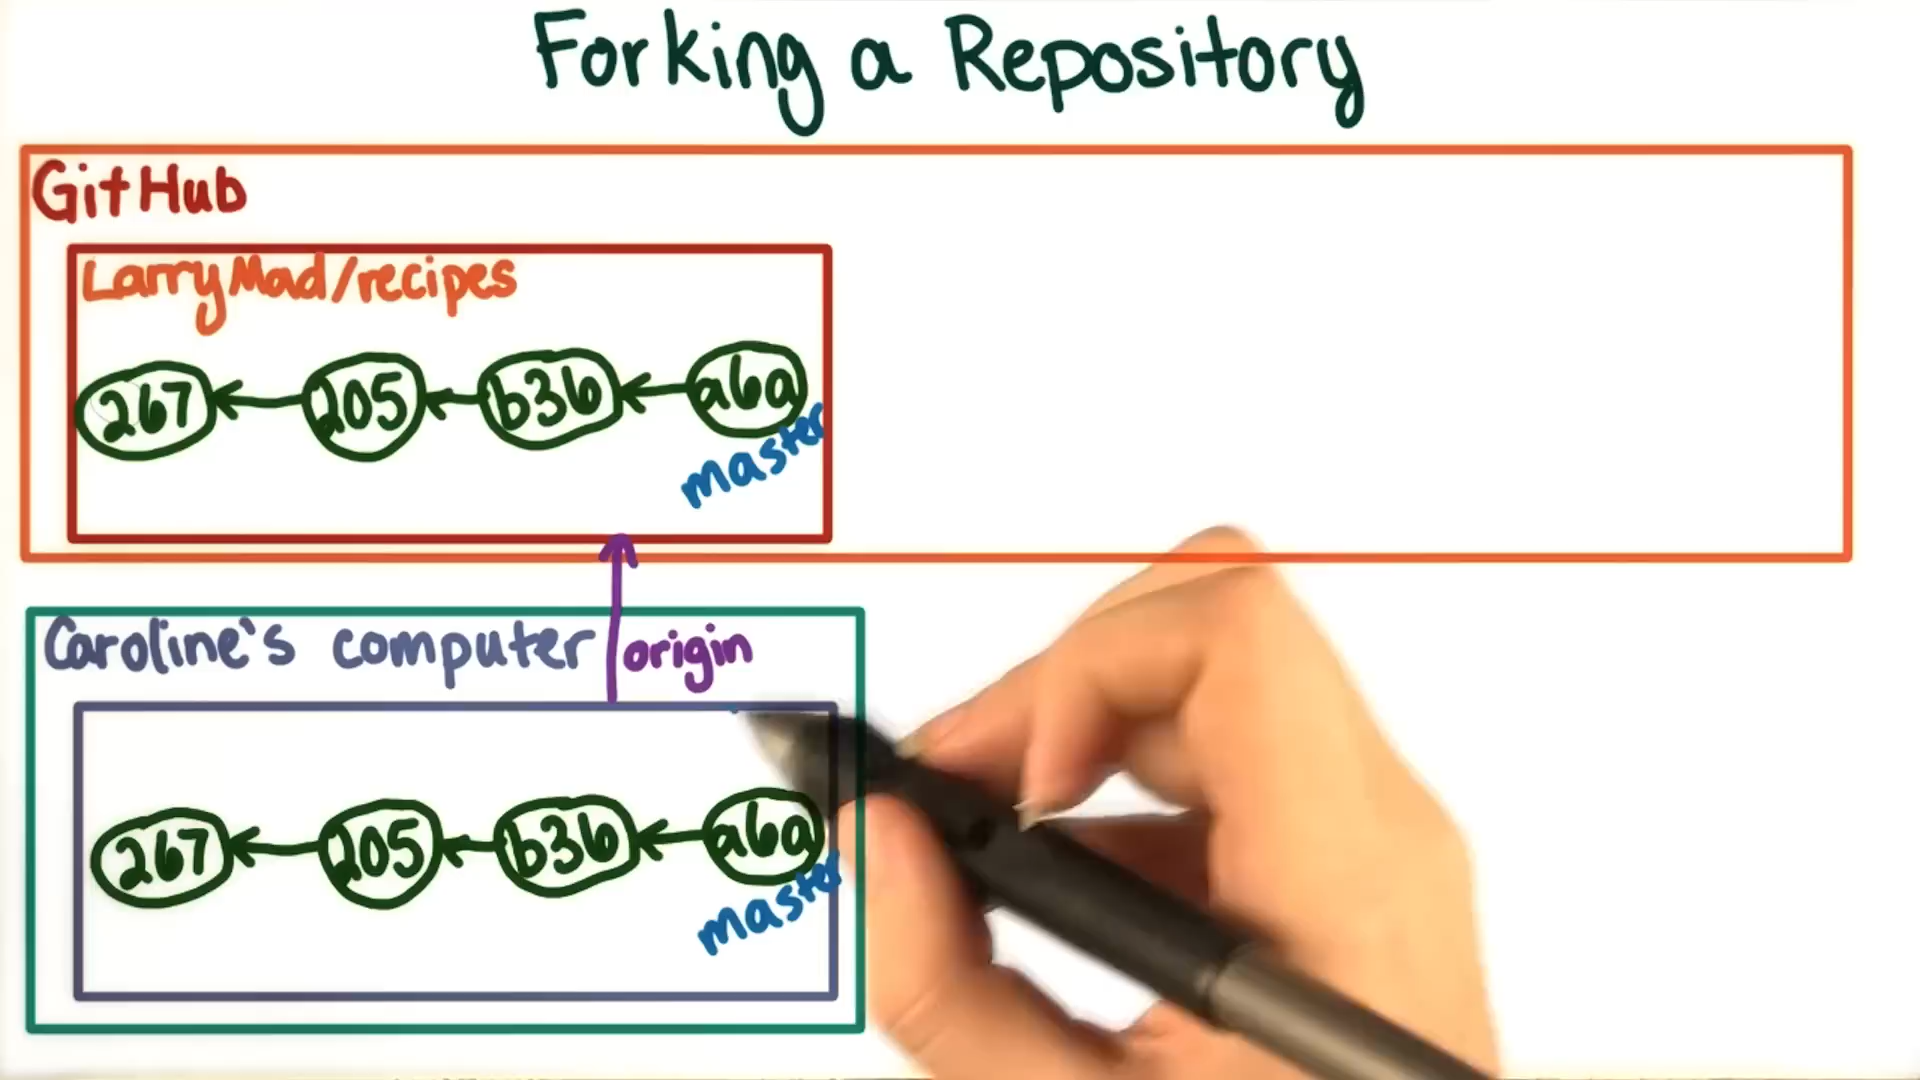 Forking a Repository
GitHub
LarryMad/recipes
267 205 b36 a6a
master
Caroline's computer origin
267 205 b36 a6a
master